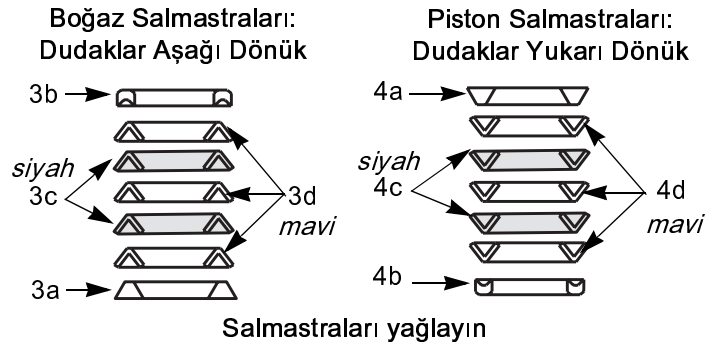 Boğaz Salmastraları:
Dudaklar Aşağı Dönük
3b
siyah
3c
3d
mavi
3a
Piston Salmastraları:
Dudaklar Yukarı Dönük
4a
siyah
4c
4d
mavi
4b
Salmastraları yağlayın